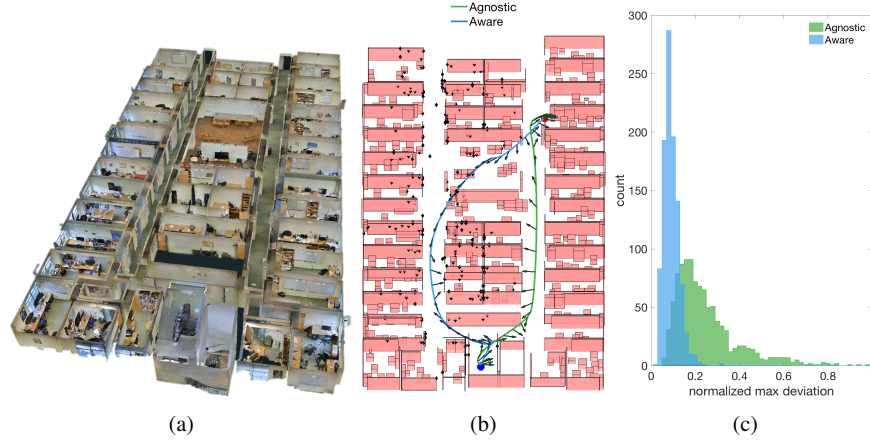 Agnostic
Aware
(a)
(b)
c
300
250
200
150
100
50
0
count
0
0.2
0.4
0.6
0.8
normalized max deviation
Agnostic
Aware
(c)